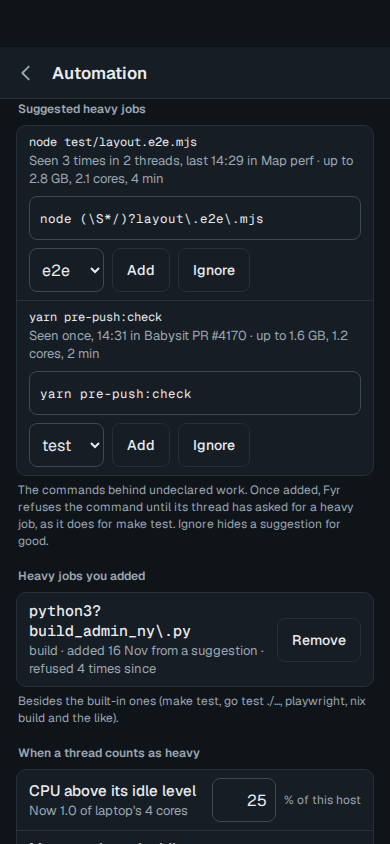 Automation
Suggested heavy jobs
node test/layout.e2e.mjs
Seen 3 times in 2 threads, last 14:29 in Map perf · up to
2.8 GB, 2.1 cores, 4 min
node (\S*/)?layout\.e2e\.mjs
e2e
Add
Ignore
yarn pre-push:check
Seen once, 14:31 in Babysit PR #4170 · up to 1.6 GB, 1.2
cores, 2 min
yarn pre-push:check
test
Add
Ignore
The commands behind undeclared work. Once added, Fyr
refuses the command until its thread has asked for a heavy
job, as it does for make test. Ignore hides a suggestion for
good.
Heavy jobs you added
python3?
build_admin_ny\.py
build · added 16 Nov from a suggestion ·
refused 4 times since
Remove
Besides the built-in ones (make test, go test ./…, playwright, nix
build and the like).
When a thread counts as heavy
CPU above its idle level
Now 1.0 of laptop's 4 cores
25
% of this host